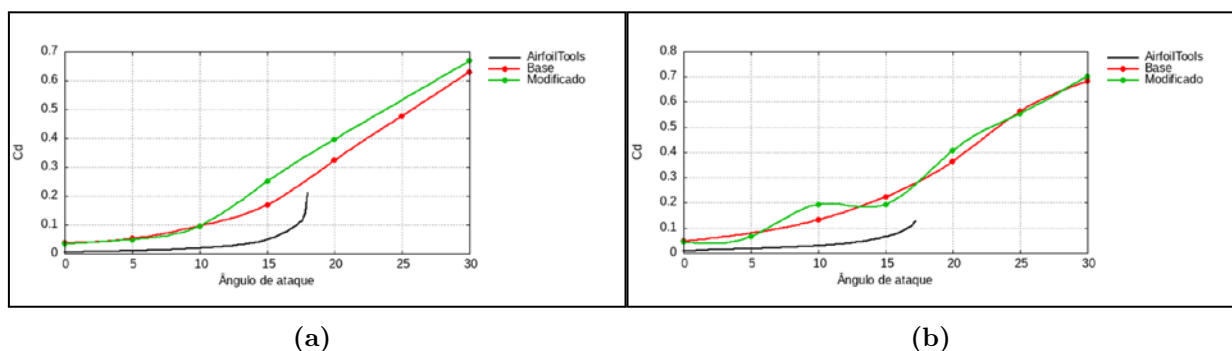 0.7
0.6
0.5
0.4
0.3
0.2
0.1
0
Cd
0 5 10 15 20 25 30
Ângulo de ataque
AirfoilTools
Base
Modificado
(a)
0.8
0.7
0.6
0.5
0.4
0.3
0.2
0.1
0
Cd
0 5 10 15 20 25 30
Ângulo de ataque
AirfoilTools
Base
Modificado
(b)